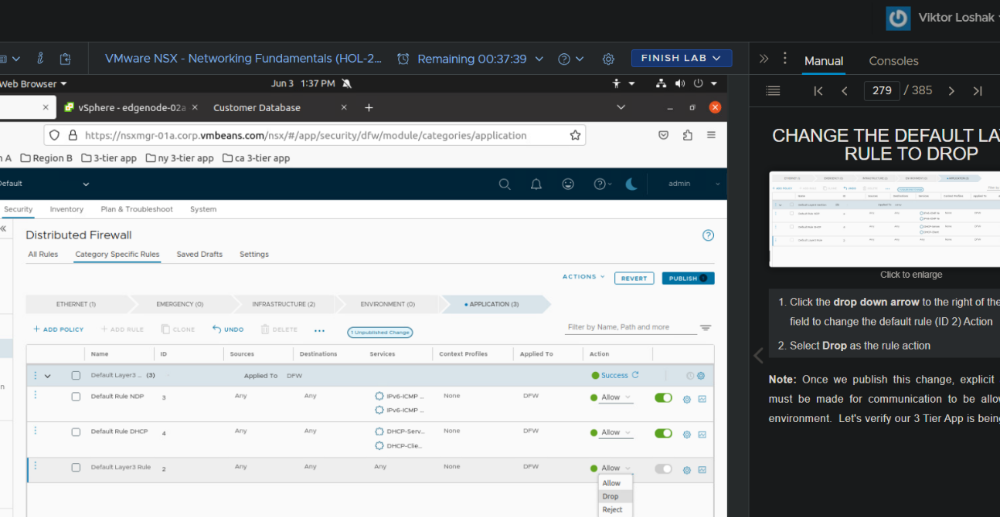 Viktor Loshak
VMware NSX - Networking Fundamentals (HOL-2... Remaining 00:37:39 FINISH LAB
Manual Consoles
Web Browser Jun 3 1:37 PM
279 / 385
vSphere - edgenode-02a Customer Database
https://nsxmgr-01a.corp.vmbeans.com/nsx/#/app/security/dfw/module/categories/application
n A Region B 3-tier app ny 3-tier app ca 3-tier app
Default admin
Security Inventory Plan & Troubleshoot System
Distributed Firewall
All Rules Category Specific Rules Saved Drafts Settings
ACTIONS REVERT PUBLISH
ETHERNET (1) EMERGENCY (0) INFRASTRUCTURE (2) ENVIRONMENT (0) APPLICATION (3)
+ ADD POLICY + ADD RULE CLONE UNDO DELETE ... 1 Unpublished Change Filter by Name, Path and more
Name ID Sources Destinations Services Context Profiles Applied To Action
Default Layer3 ... (3) Applied To DFW Success
Default Rule NDP 3 Any Any IPv6-ICMP ... None DFW Allow
IPv6-ICMP ...
Default Rule DHCP 4 Any Any DHCP-Serv... None DFW Allow
DHCP-Clie...
Default Layer3 Rule 2 Any Any Any None DFW Allow
Allow
Drop
Reject
CHANGE THE DEFAULT LA
RULE TO DROP
Click to enlarge
1. Click the drop down arrow to the right of the
field to change the default rule (ID 2) Action
2. Select Drop as the rule action
Note: Once we publish this change, explicit
must be made for communication to be allo
environment. Let's verify our 3 Tier App is being